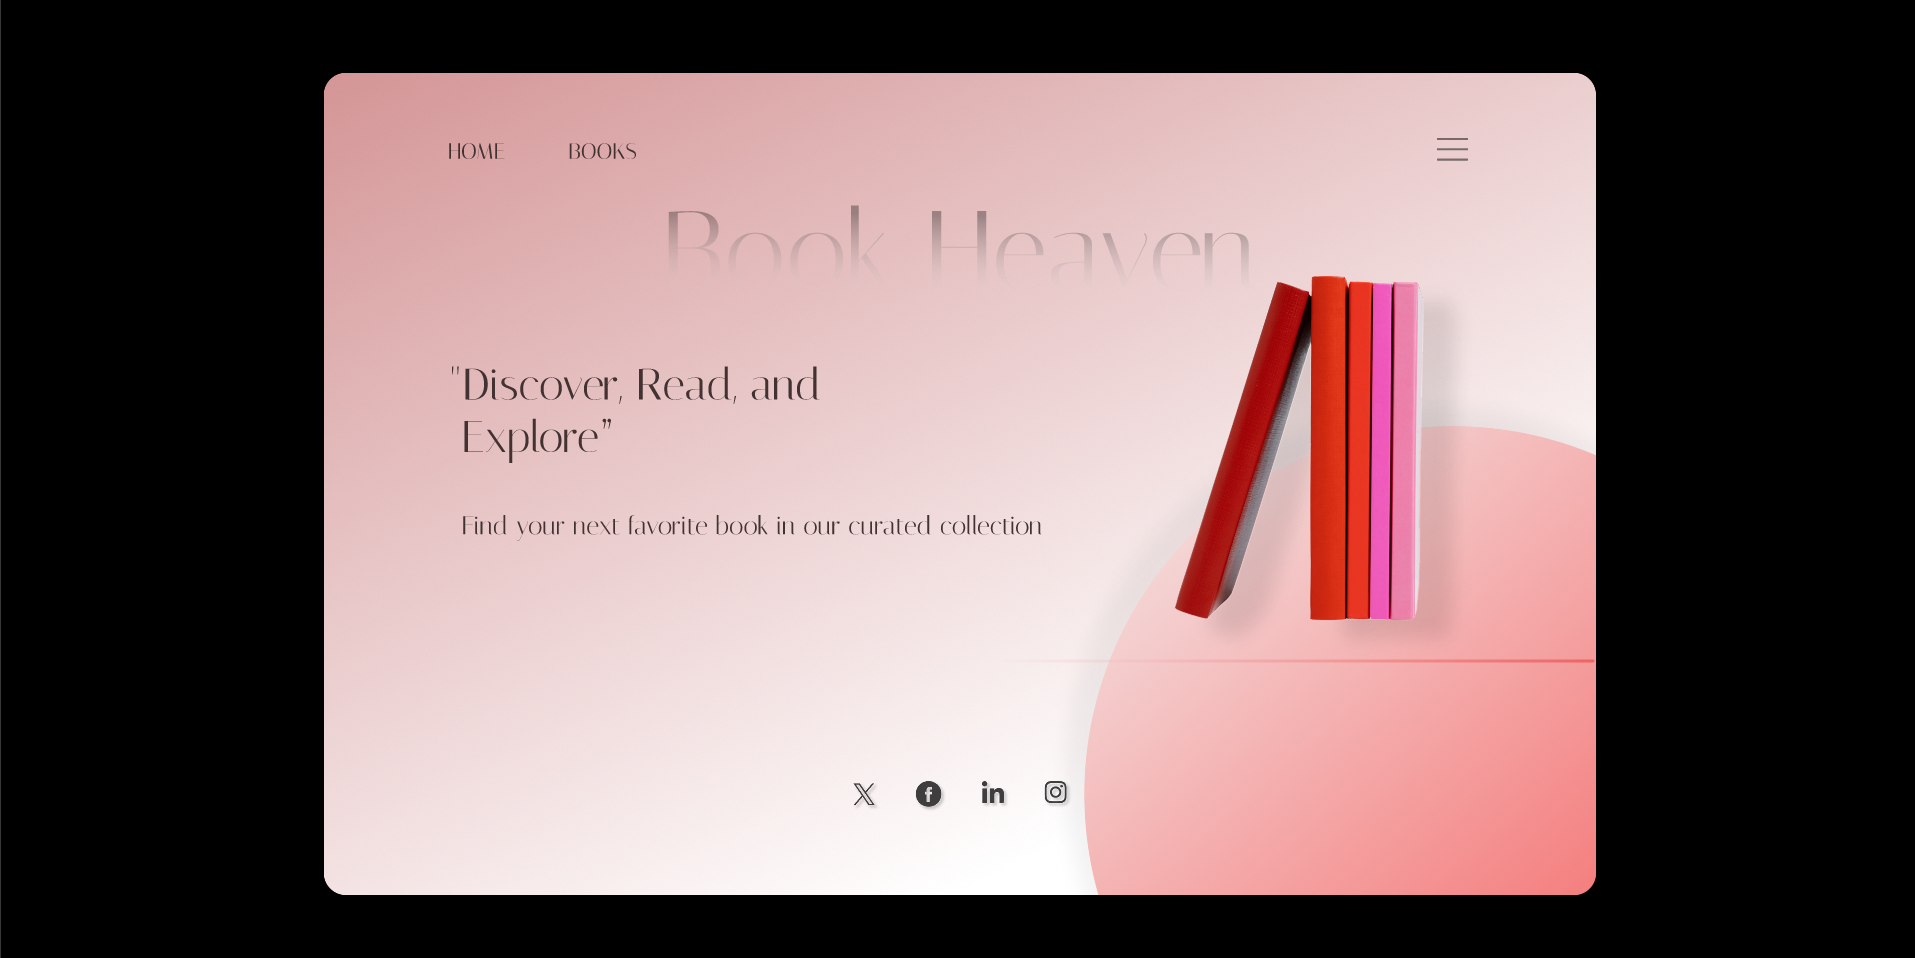 HOME BOOKS
Book Heaven
"Discover, Read, and
Explore”
Find your next favorite book in our curated collection